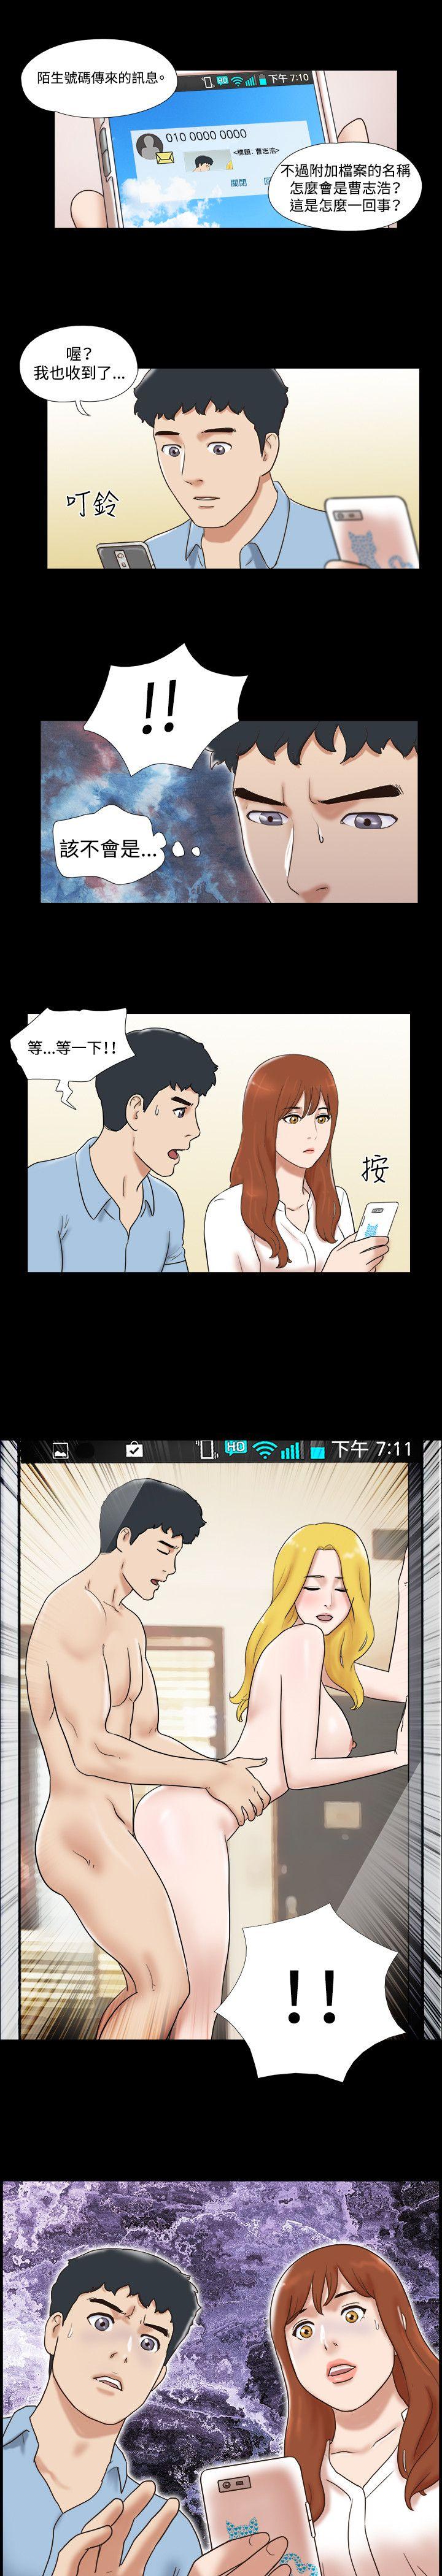 陌生號碼傳來的訊息。
HD 下午 7:10
010 0000 0000
<標題: 曹志浩>
關閉
不過附加檔案的名稱
怎麼會是曹志浩?
這是怎麼一回事?
喔?
我也收到了...
叮鈴
!!
該不會是...
等...等一下!!
按
HD 下午 7:11
!!